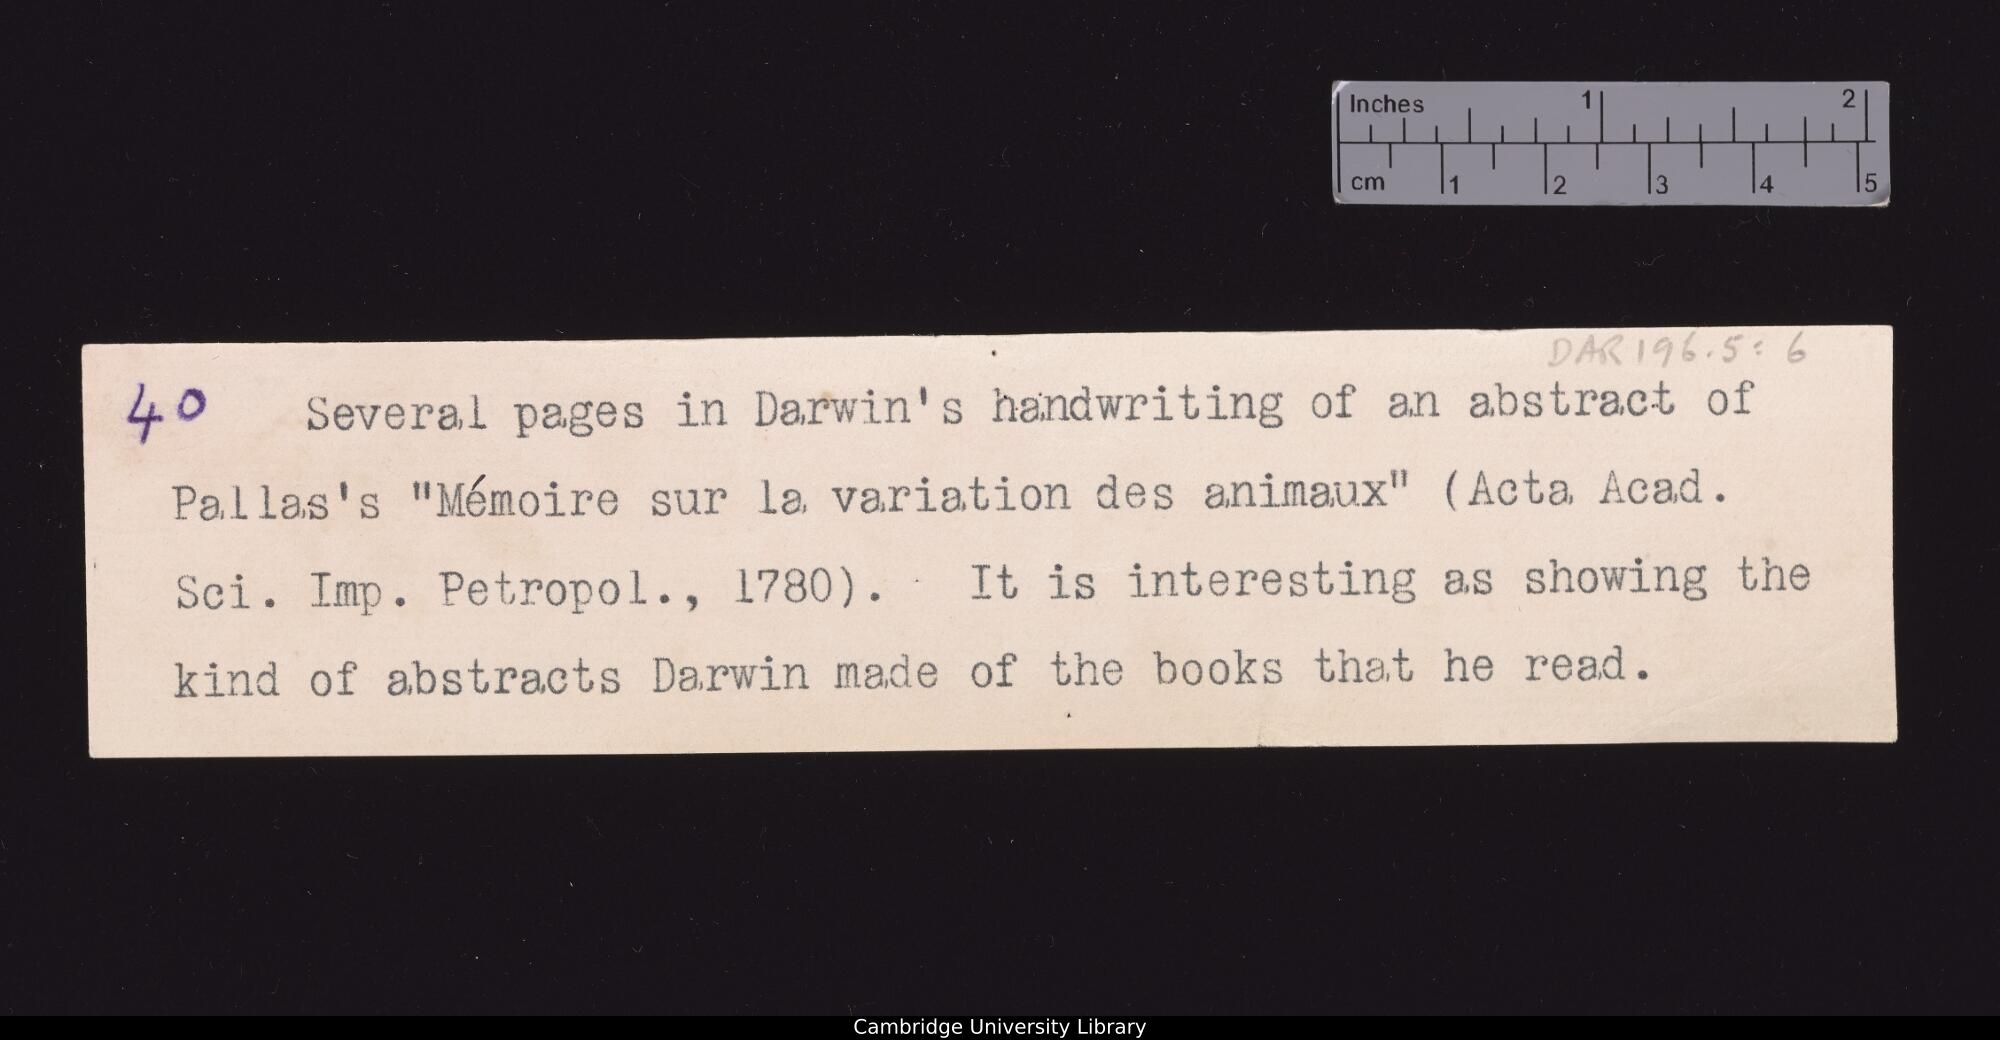 Inches 1 2
cm 1 2 3 4 5
DAR 196.5: 6
40 Several pages in Darwin's handwriting of an abstract of
Pallas's "Mémoire sur la variation des animaux" (Acta Acad.
Sci. Imp. Petropol., 1780). It is interesting as showing the
kind of abstracts Darwin made of the books that he read.
Cambridge University Library